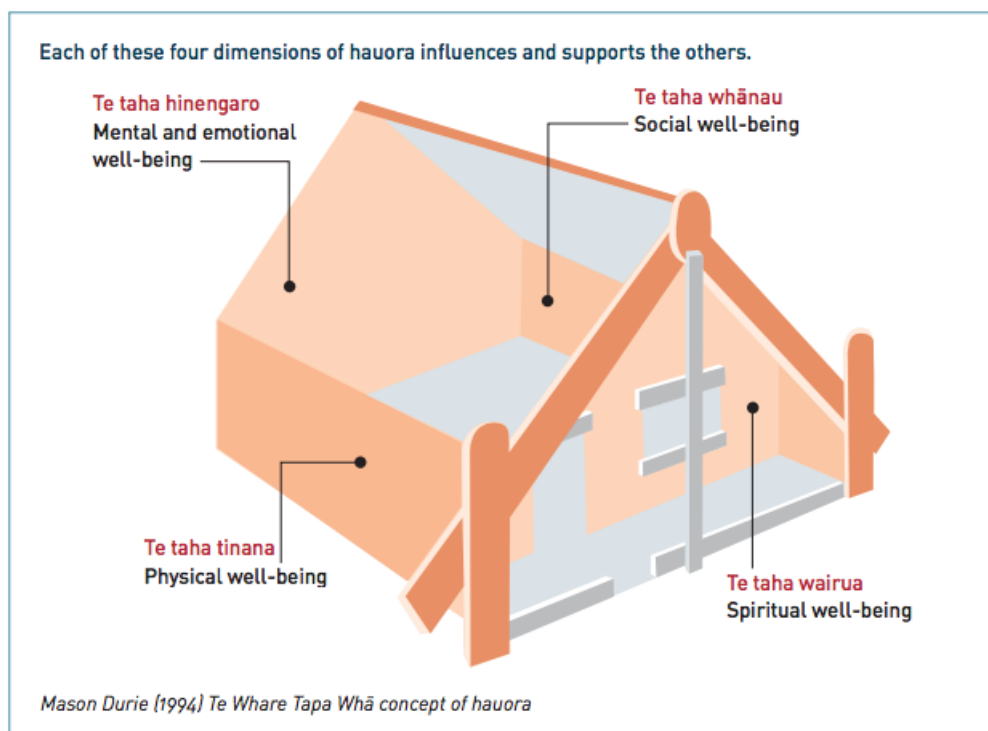 Each of these four dimensions of hauora influences and supports the others.
Te taha hinengaro
Mental and emotional
well-being
Te taha whānau
Social well-being
Te taha tinana
Physical well-being
Te taha wairua
Spiritual well-being
Mason Durie (1994) Te Whare Tapa Whā concept of hauora